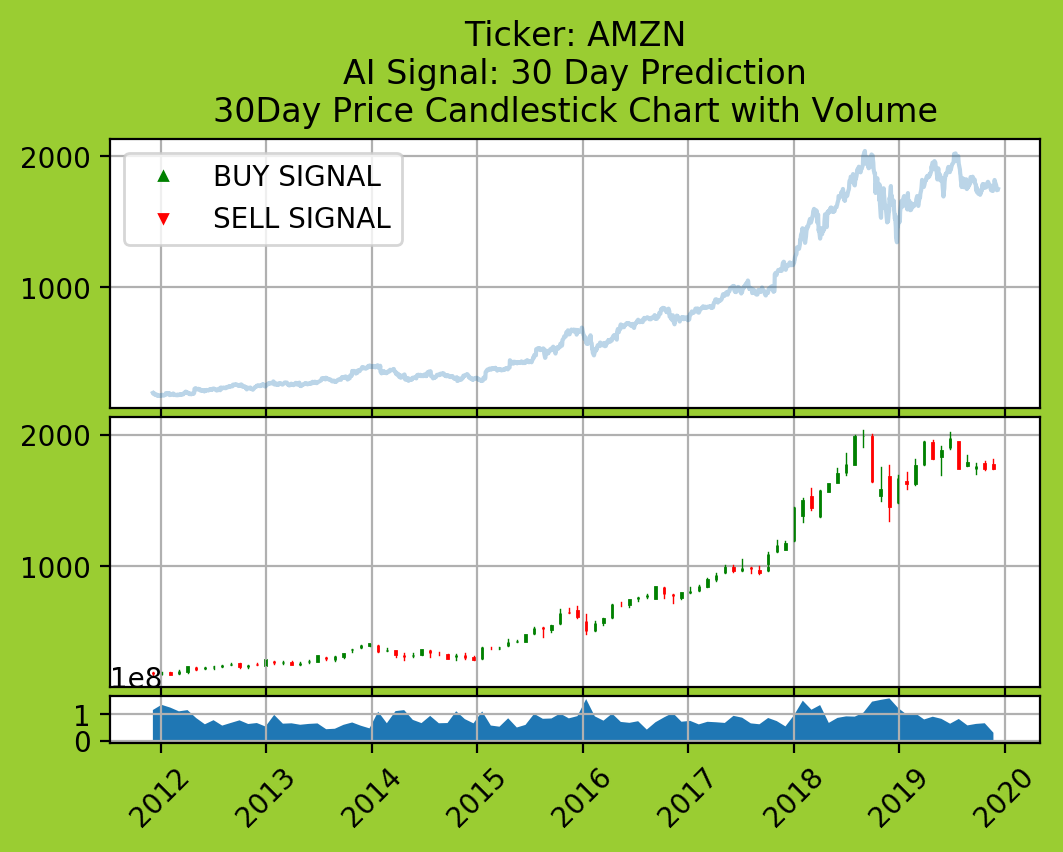 Ticker: AMZN
AI Signal: 30 Day Prediction
30Day Price Candlestick Chart with Volume
2000
BUY SIGNAL
SELL SIGNAL
1000
2000
1000
1e8
1
0
2012 2013 2014 2015 2016 2017 2018 2019 2020